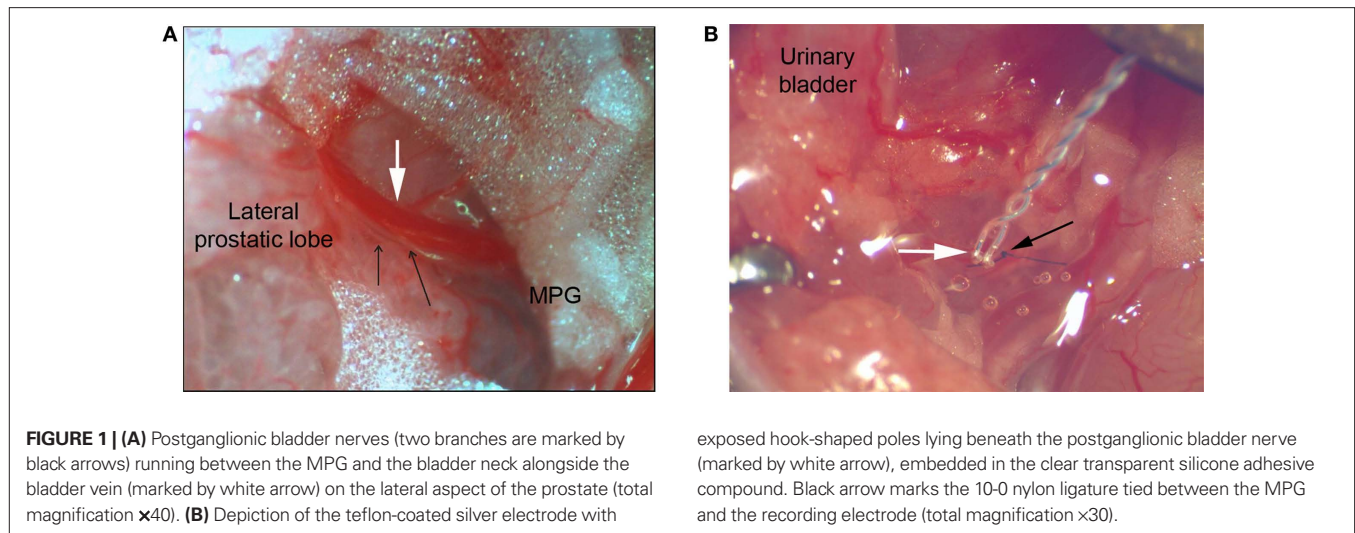 A
Lateral
prostatic lobe
MPG
B
Urinary
bladder
FIGURE 1 | (A) Postganglionic bladder nerves (two branches are marked by
black arrows) running between the MPG and the bladder neck alongside the
bladder vein (marked by white arrow) on the lateral aspect of the prostate (total
magnification ×40). (B) Depiction of the teflon-coated silver electrode with
exposed hook-shaped poles lying beneath the postganglionic bladder nerve
(marked by white arrow), embedded in the clear transparent silicone adhesive
compound. Black arrow marks the 10-0 nylon ligature tied between the MPG
and the recording electrode (total magnification ×30).